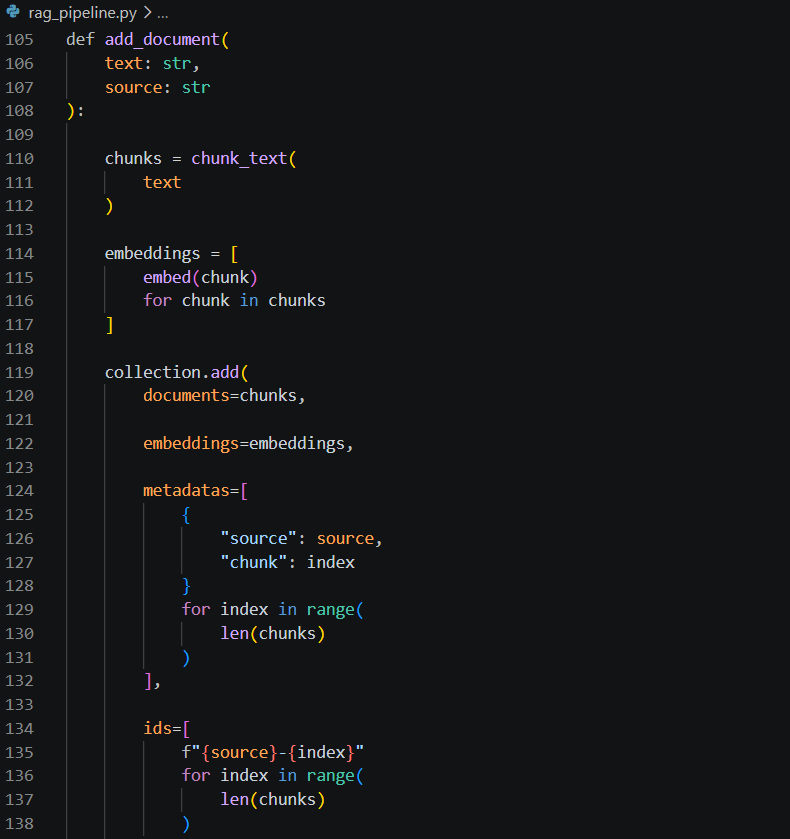 rag_pipeline.py > ...
105 def add_document(
106     text: str,
107     source: str
108 ):
109
110     chunks = chunk_text(
111         text
112     )
113
114     embeddings = [
115         embed(chunk)
116         for chunk in chunks
117     ]
118
119     collection.add(
120         documents=chunks,
121
122         embeddings=embeddings,
123
124         metadatas=[
125             {
126                 "source": source,
127                 "chunk": index
128             }
129             for index in range(
130                 len(chunks)
131             )
132         ],
133
134         ids=[
135             f"{source}-{index}"
136             for index in range(
137                 len(chunks)
138             )